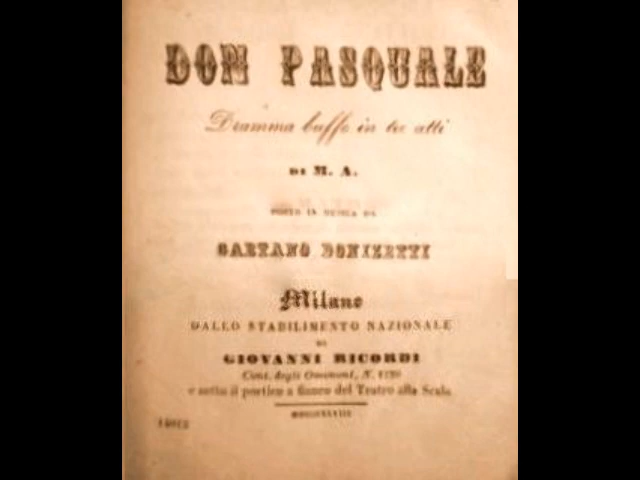 DON PASQUALE
Dramma buffo in tre atti
DI M. A.
POSTO IN MUSICA DA
GAETANO DONIZETTI
Milano
DALLO STABILIMENTO NAZIONALE
DI
GIOVANNI RICORDI
Cont. degli Omenoni, N. 1720
e sotto il portico a fianco del Teatro alla Scala